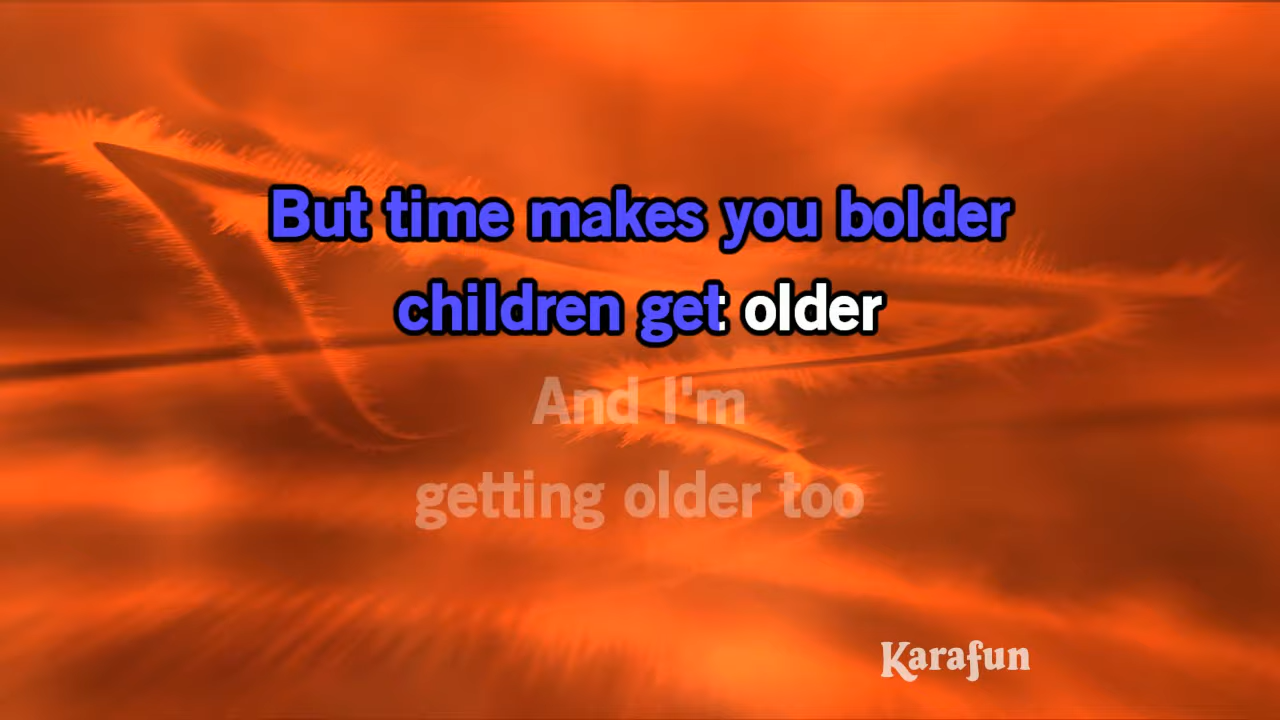 But time makes you bolder
children get older
And I'm
getting older too
Karafun